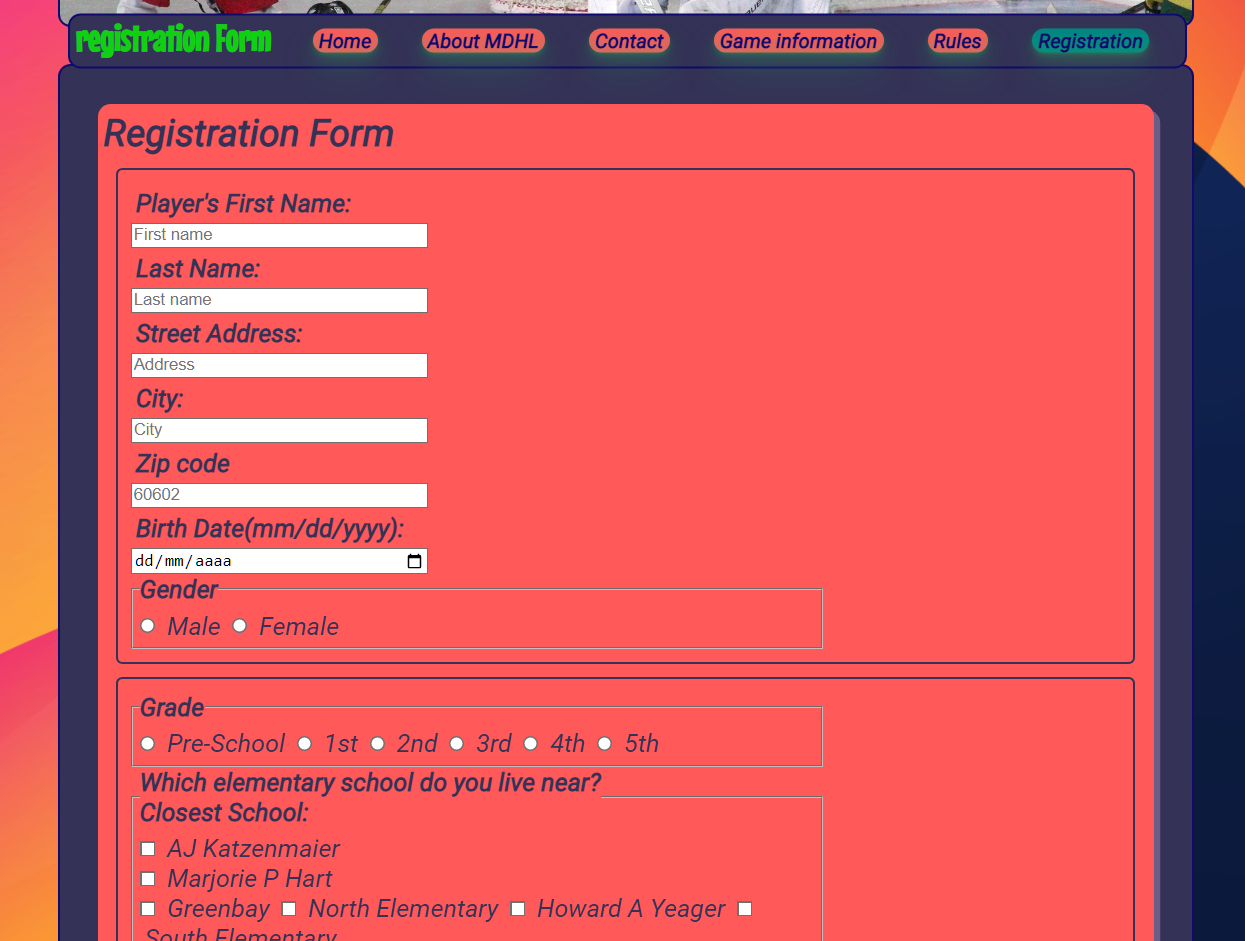 registration Form Home About MDHL Contact Game information Rules Registration
Registration Form
Player's First Name:
First name
Last Name:
Last name
Street Address:
Address
City:
City
Zip code
60602
Birth Date(mm/dd/yyyy):
dd/mm/aaaa
Gender
Male Female
Grade
Pre-School 1st 2nd 3rd 4th 5th
Which elementary school do you live near?
Closest School:
AJ Katzenmaier
Marjorie P Hart
Greenbay North Elementary Howard A Yeager
South Elementary